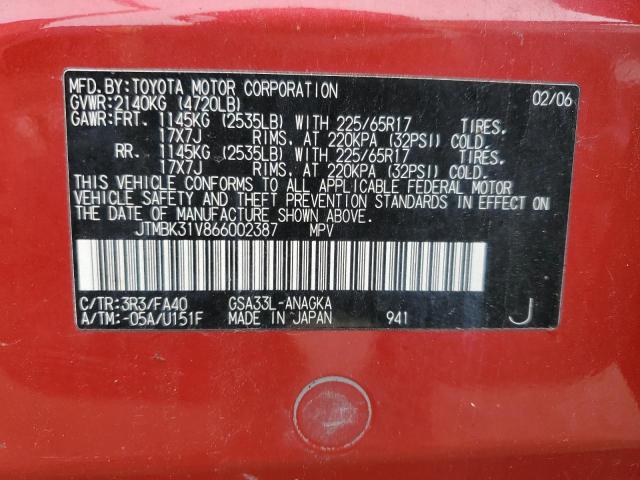 MFD.BY:TOYOTA MOTOR CORPORATION 02/06
GVWR:2140KG (4720LB)
GAWR:FRT. 1145KG (2535LB) WITH 225/65R17 TIRES.
17X7J RIMS. AT 220KPA (32PSI) COLD.
RR. 1145KG (2535LB) WITH 225/65R17 TIRES.
17X7J RIMS. AT 220KPA (32PSI) COLD.
THIS VEHICLE CONFORMS TO ALL APPLICABLE FEDERAL MOTOR
VEHICLE SAFETY AND THEFT PREVENTION STANDARDS IN EFFECT ON
THE DATE OF MANUFACTURE SHOWN ABOVE.
JTMBK31V866002387 MPV
C/TR:3R3/FA40 GSA33L-ANAGKA
A/TM:-05A/U151F MADE IN JAPAN 941 J